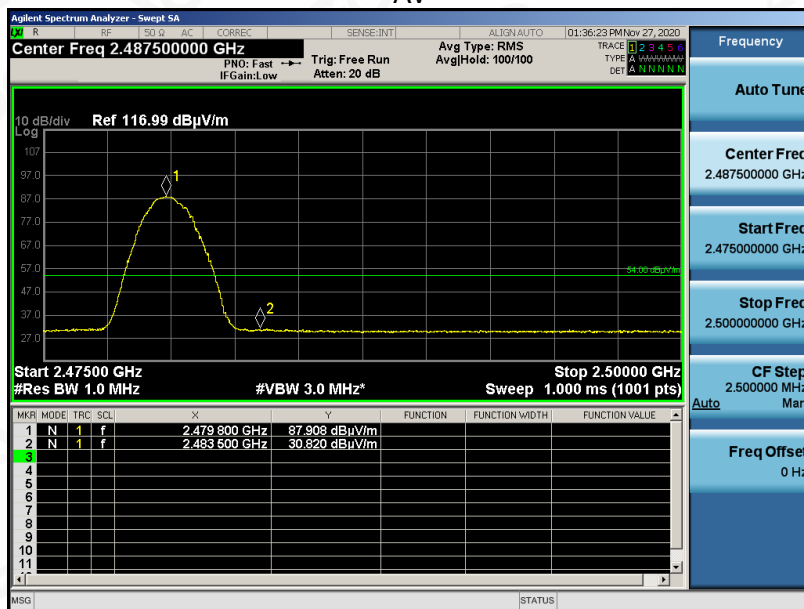 AV
Agilent Spectrum Analyzer - Swept SA
LXI R RF 50 Ω AC CORREC SENSE:INT ALIGN AUTO 01:36:23 PM Nov 27, 2020
Center Freq 2.487500000 GHz
PNO: Fast
IFGain:Low
Trig: Free Run
Atten: 20 dB
Avg Type: RMS
Avg|Hold: 100/100
TRACE 1 2 3 4 5 6
TYPE A WWWWW
DET A N N N N N
10 dB/div Ref 116.99 dBµV/m
Log
107
97.0
87.0
77.0
67.0
57.0
47.0
37.0
27.0
1
2
54.00 dBµV/m
Start 2.47500 GHz Stop 2.50000 GHz
#Res BW 1.0 MHz #VBW 3.0 MHz* Sweep 1.000 ms (1001 pts)
MKR MODE TRC SCL X Y FUNCTION FUNCTION WIDTH FUNCTION VALUE
1 N 1 f 2.479 800 GHz 87.908 dBµV/m
2 N 1 f 2.483 500 GHz 30.820 dBµV/m
3
4
5
6
7
8
9
10
11
MSG STATUS
Frequency
Auto Tune
Center Freq
2.487500000 GHz
Start Freq
2.475000000 GHz
Stop Freq
2.500000000 GHz
CF Step
2.500000 MHz
Auto Man
Freq Offset
0 Hz